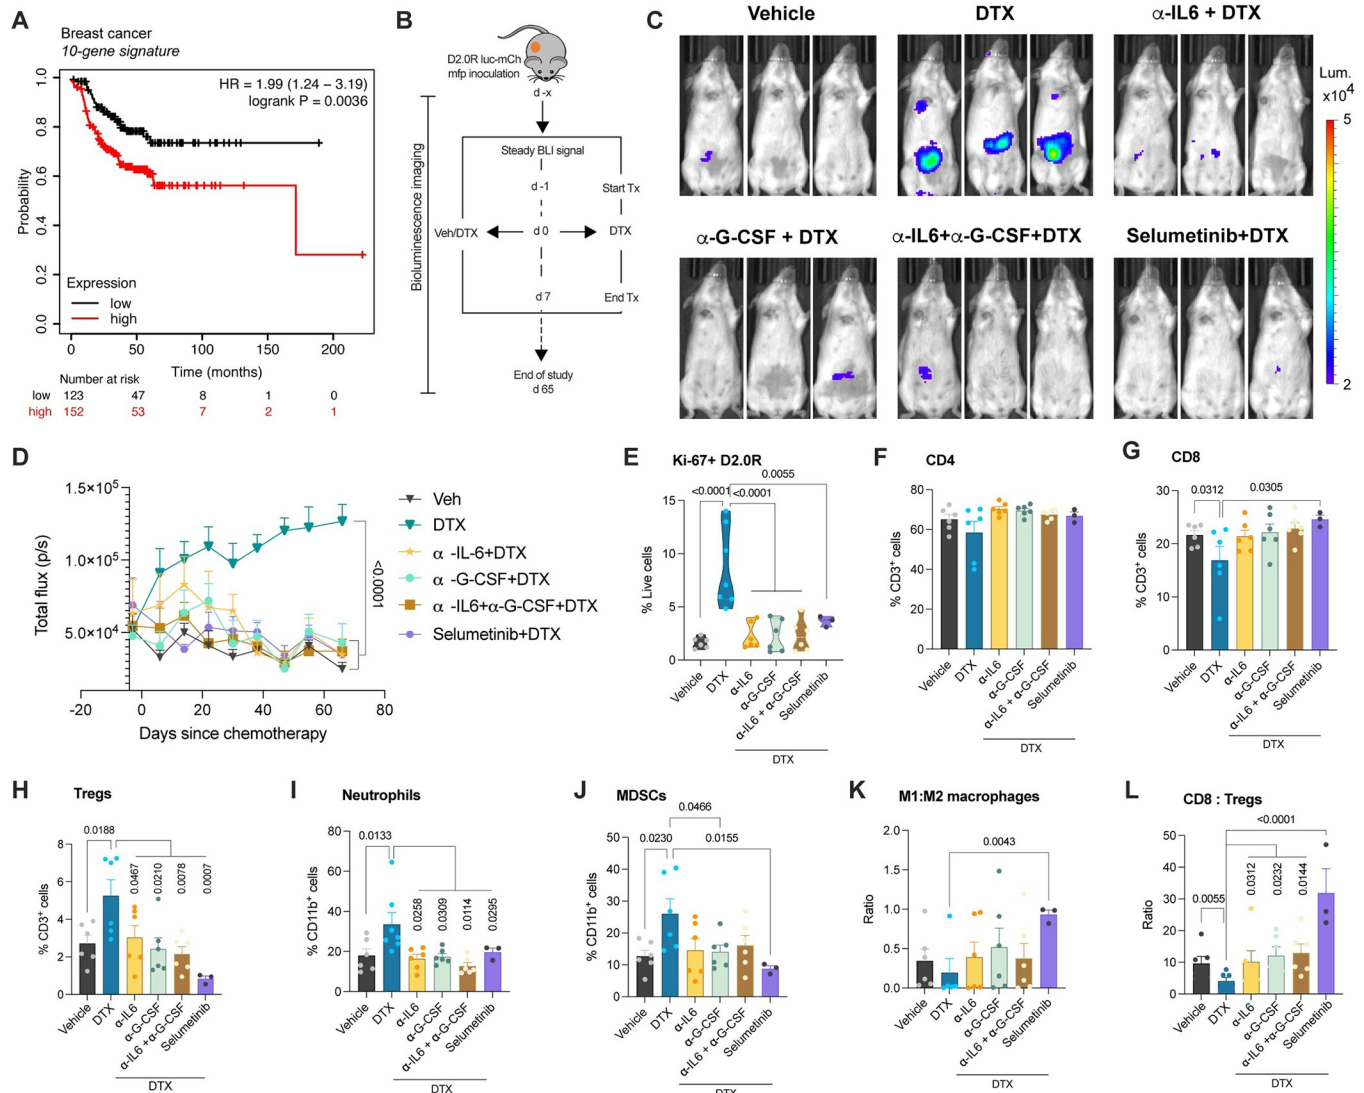 A
Breast cancer
10-gene signature
HR = 1.99 (1.24 – 3.19)
logrank P = 0.0036
Probability
1.0
0.8
0.6
0.4
0.2
0.0
Expression
low
high
0 50 100 150 200
Time (months)
Number at risk
low 123 47 8 1 0
high 152 53 7 2 1
B
D2.0R luc-mCh
mfp inoculation
d -x
Bioluminescence imaging
Steady BLI signal
d -1
Start Tx
Veh/DTX
d 0
DTX
d 7
End Tx
End of study
d 65
C
Vehicle
DTX
α-IL6 + DTX
α-G-CSF + DTX
α-IL6+α-G-CSF+DTX
Selumetinib+DTX
Lum.
x10⁴
5
2
D
Total flux (p/s)
1.5×10⁵
1.0×10⁵
5.0×10⁴
-20 0 20 40 60 80
Days since chemotherapy
<0.0001
Veh
DTX
α -IL-6+DTX
α -G-CSF+DTX
α -IL6+α-G-CSF+DTX
Selumetinib+DTX
E
Ki-67+ D2.0R
0.0055
<0.0001
<0.0001
% Live cells
15
10
5
0
Vehicle
DTX
α-IL6
α-G-CSF
α-IL6 + α-G-CSF
Selumetinib
DTX
F
CD4
% CD3⁺ cells
80
60
40
20
0
Vehicle
DTX
α-IL6
α-G-CSF
α-IL6 + α-G-CSF
Selumetinib
DTX
G
CD8
0.0312
0.0305
% CD3⁺ cells
30
20
10
0
Vehicle
DTX
α-IL6
α-G-CSF
α-IL6 + α-G-CSF
Selumetinib
DTX
H
Tregs
0.0188
0.0467
0.0210
0.0078
0.0007
% CD3⁺ cells
8
6
4
2
0
Vehicle
DTX
α-IL6
α-G-CSF
α-IL6 + α-G-CSF
Selumetinib
DTX
I
Neutrophils
0.0133
0.0258
0.0309
0.0114
0.0295
% CD11b⁺ cells
80
60
40
20
0
Vehicle
DTX
α-IL6
α-G-CSF
α-IL6 + α-G-CSF
Selumetinib
DTX
J
MDSCs
0.0466
0.0230
0.0155
% CD11b⁺ cells
50
40
30
20
10
0
Vehicle
DTX
α-IL6
α-G-CSF
α-IL6 + α-G-CSF
Selumetinib
DTX
K
M1:M2 macrophages
0.0043
Ratio
2.0
1.5
1.0
0.5
0.0
Vehicle
DTX
α-IL6
α-G-CSF
α-IL6 + α-G-CSF
Selumetinib
DTX
L
CD8 : Tregs
<0.0001
0.0055
0.0312
0.0232
0.0144
Ratio
50
40
30
20
10
0
Vehicle
DTX
α-IL6
α-G-CSF
α-IL6 +α-G-CSF
Selumetinib
DTX